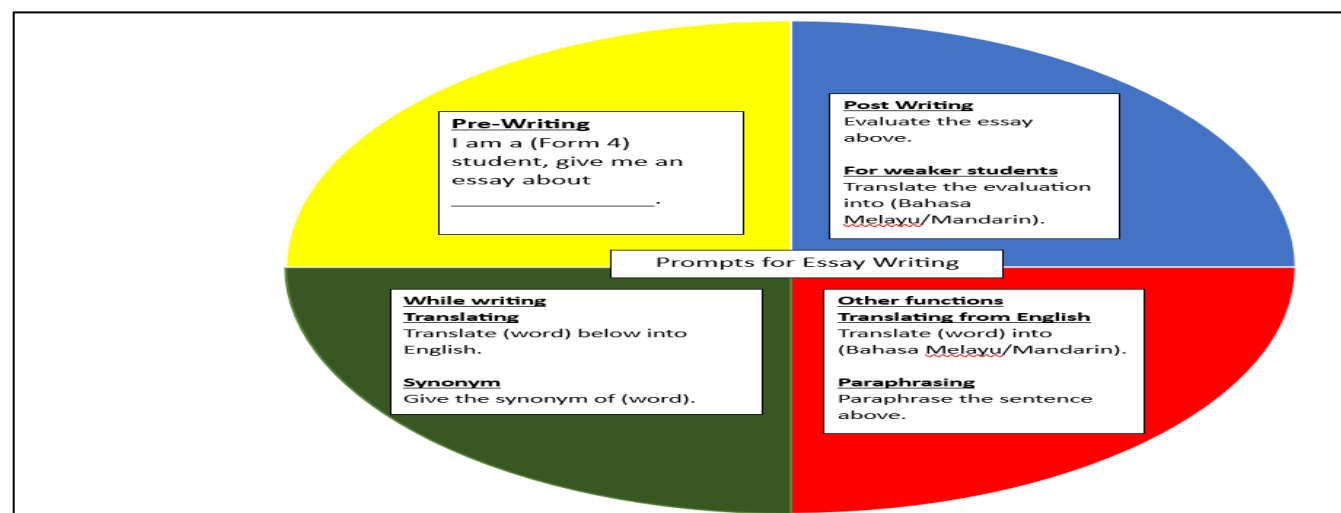 Pre-Writing
I am a (Form 4)
student, give me an
essay about
__________________.
Post Writing
Evaluate the essay
above.
For weaker students
Translate the evaluation
into (Bahasa
Melayu/Mandarin).
Prompts for Essay Writing
While writing
Translating
Translate (word) below into
English.
Synonym
Give the synonym of (word).
Other functions
Translating from English
Translate (word) into
(Bahasa Melayu/Mandarin).
Paraphrasing
Paraphrase the sentence
above.